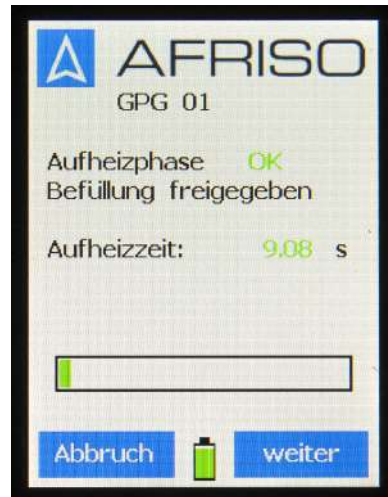 AFRISO
GPG 01
Aufheizphase OK
Befüllung freigegeben
Aufheizzeit: 9.08 s
Abbruch weiter